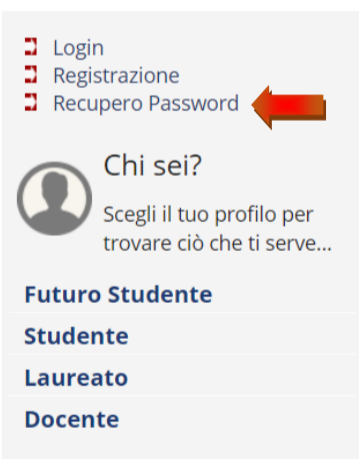 Login
Registrazione
Recupero Password
Chi sei?
Scegli il tuo profilo per
trovare ciò che ti serve...
Futuro Studente
Studente
Laureato
Docente